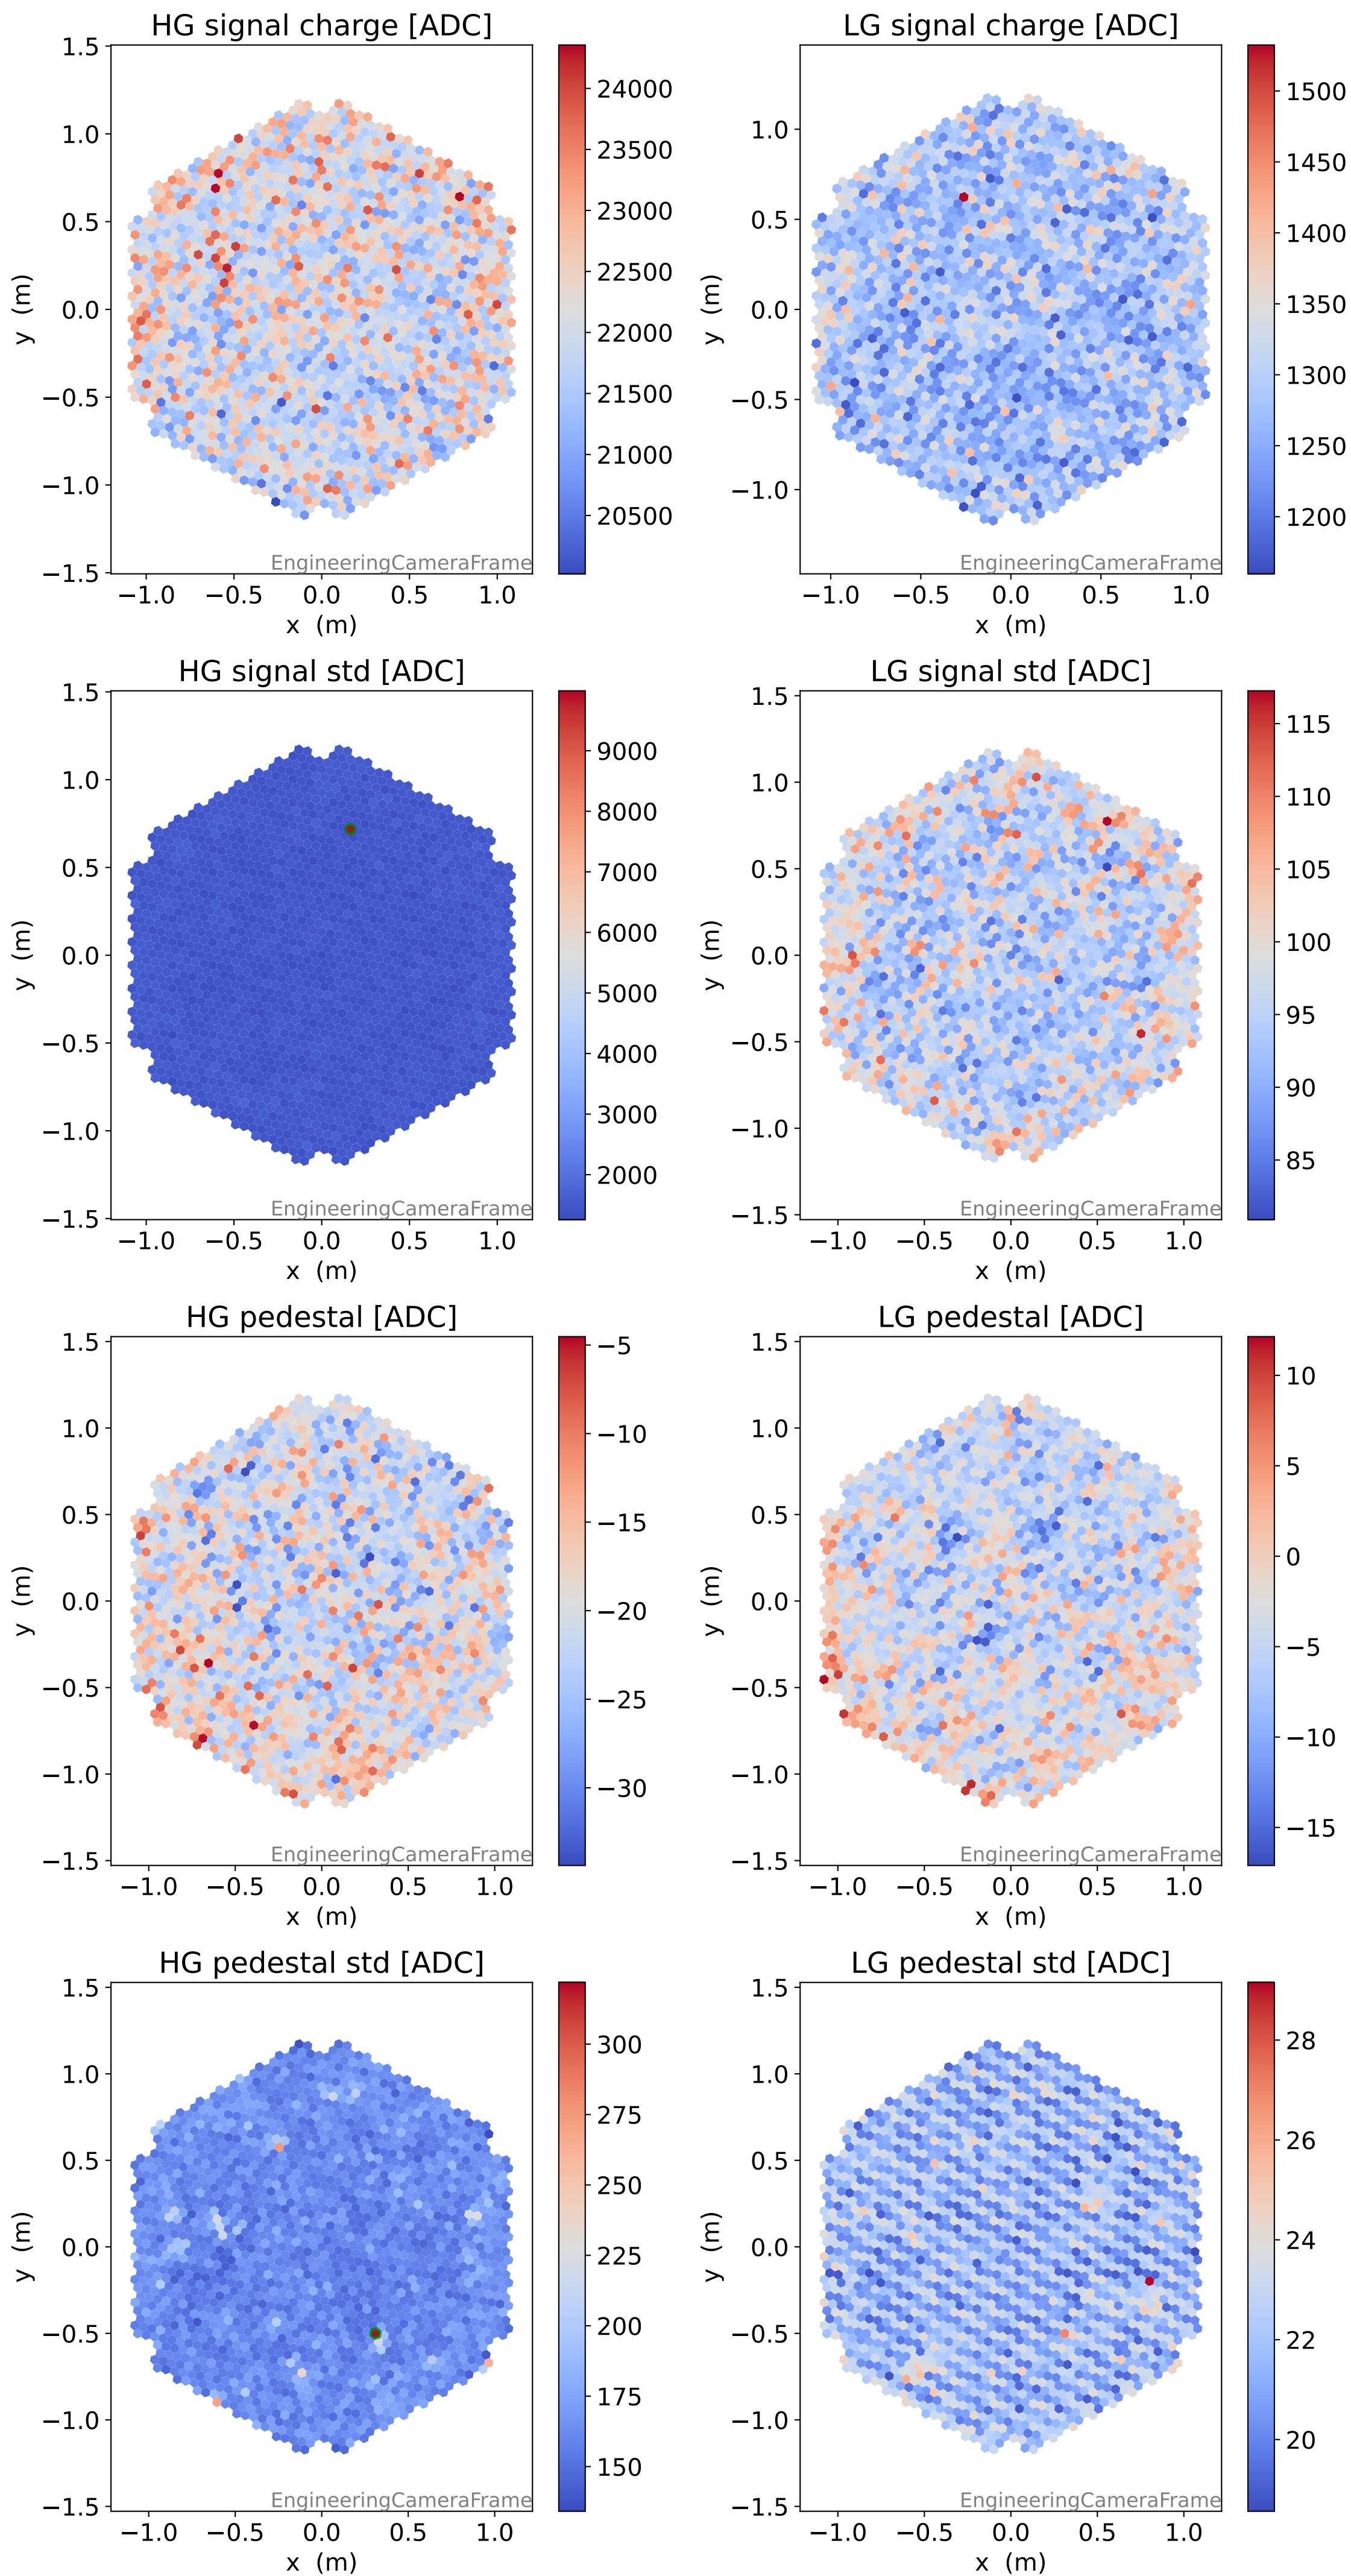 HG signal charge [ADC]
1.5
1.0
0.5
0.0
−0.5
−1.0
−1.5
y (m)
−1.0 −0.5 0.0 0.5 1.0
x (m)
EngineeringCameraFrame
24000
23500
23000
22500
22000
21500
21000
20500
LG signal charge [ADC]
1.0
0.5
0.0
−0.5
−1.0
y (m)
−1.0 −0.5 0.0 0.5 1.0
x (m)
EngineeringCameraFrame
1500
1450
1400
1350
1300
1250
1200
HG signal std [ADC]
1.5
1.0
0.5
0.0
−0.5
−1.0
−1.5
y (m)
−1.0 −0.5 0.0 0.5 1.0
x (m)
EngineeringCameraFrame
9000
8000
7000
6000
5000
4000
3000
2000
LG signal std [ADC]
1.5
1.0
0.5
0.0
−0.5
−1.0
−1.5
y (m)
−1.0 −0.5 0.0 0.5 1.0
x (m)
EngineeringCameraFrame
115
110
105
100
95
90
85
HG pedestal [ADC]
1.5
1.0
0.5
0.0
−0.5
−1.0
−1.5
y (m)
−1.0 −0.5 0.0 0.5 1.0
x (m)
EngineeringCameraFrame
−5
−10
−15
−20
−25
−30
LG pedestal [ADC]
1.5
1.0
0.5
0.0
−0.5
−1.0
−1.5
y (m)
−1.0 −0.5 0.0 0.5 1.0
x (m)
EngineeringCameraFrame
10
5
0
−5
−10
−15
HG pedestal std [ADC]
1.5
1.0
0.5
0.0
−0.5
−1.0
−1.5
y (m)
−1.0 −0.5 0.0 0.5 1.0
x (m)
EngineeringCameraFrame
300
275
250
225
200
175
150
LG pedestal std [ADC]
1.5
1.0
0.5
0.0
−0.5
−1.0
−1.5
y (m)
−1.0 −0.5 0.0 0.5 1.0
x (m)
EngineeringCameraFrame
28
26
24
22
20